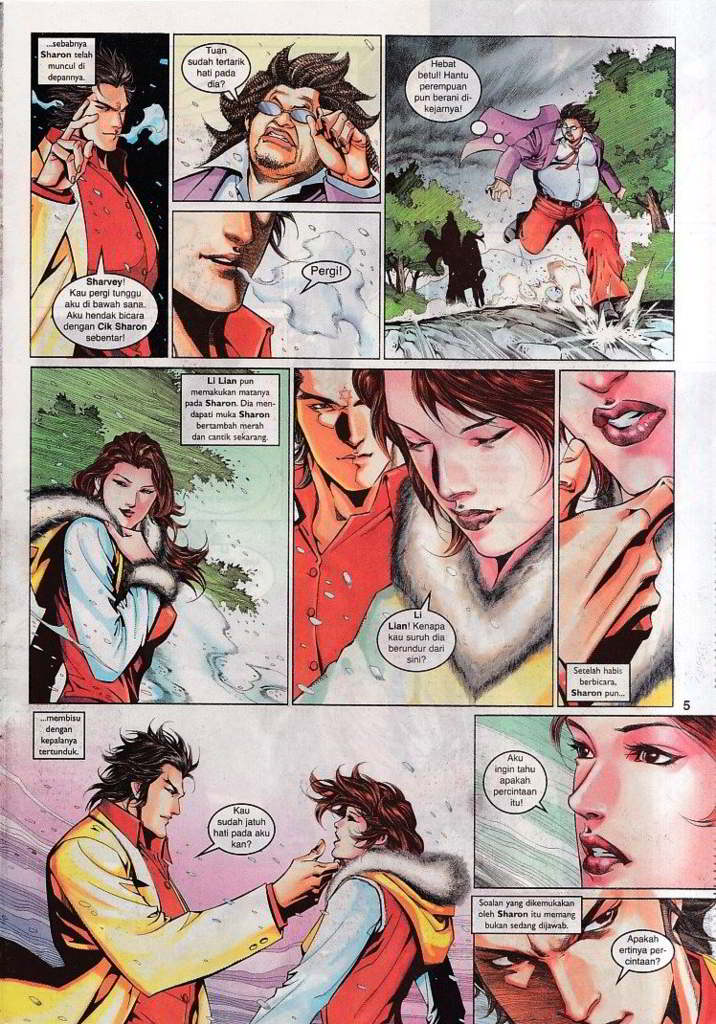 ...sebabnya
Sharon telah
muncul di
depannya.
Sharvey!
Kau pergi tunggu
aku di bawah sana.
Aku hendak bicara
dengan Cik Sharon
sebentar!
Tuan
sudah tertarik
hati pada
dia?
Pergi!
Hebat
betul! Hantu
perempuan
pun berani di-
kejarnya!
Li Lian pun
memakukan matanya
pada Sharon. Dia men-
dapati muka Sharon
bertambah merah
dan cantik sekarang.
Li
Lian! Kenapa
kau suruh dia
berundur dari
sini?
Setelah habis
berbicara,
Sharon pun...
5
...membisu
dengan
kepalanya
tertunduk.
Kau
sudah jatuh
hati pada aku
kan?
Aku
ingin tahu
apakah
percintaan
itu!
Soalan yang dikemukakan
oleh Sharon itu memang
bukan sedang dijawab.
Apakah
ertinya per-
cintaan?